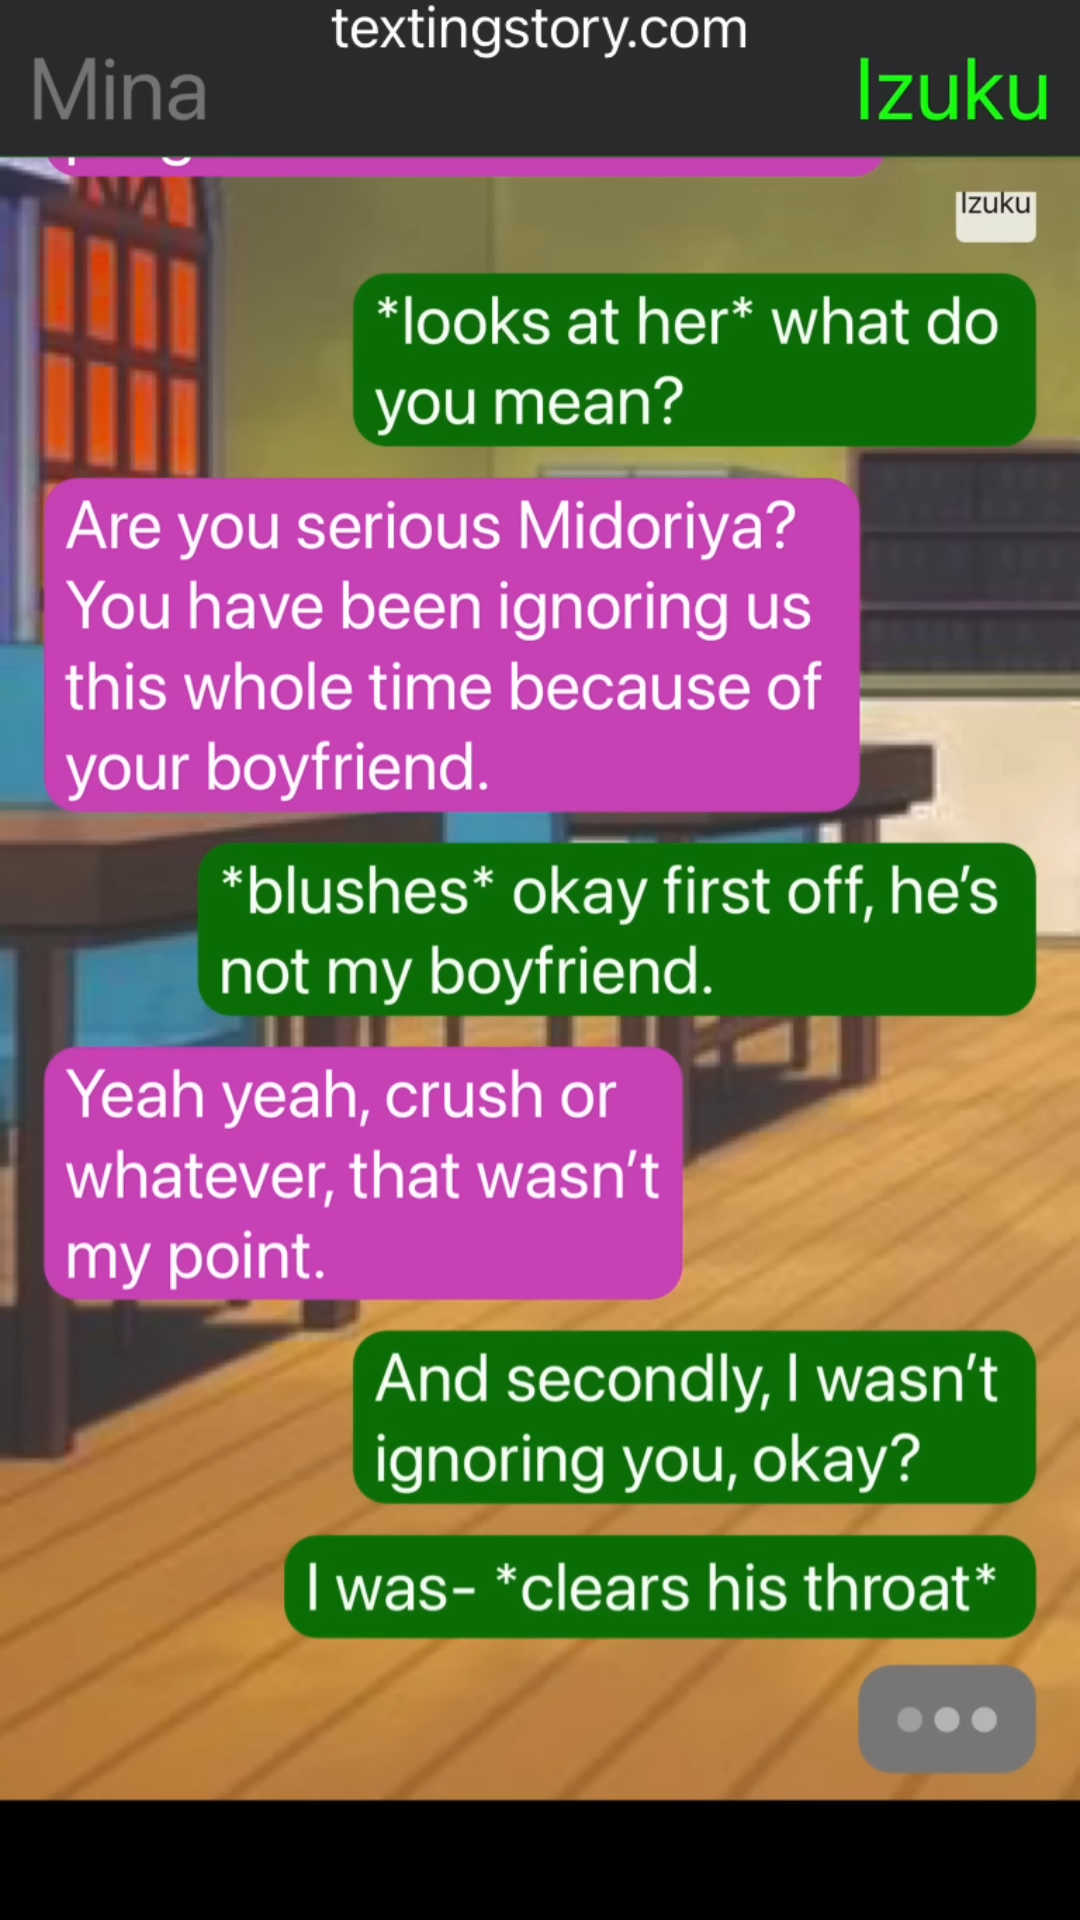 textingstory.com
Mina
Izuku
Izuku
*looks at her* what do
you mean?
Are you serious Midoriya?
You have been ignoring us
this whole time because of
your boyfriend.
*blushes* okay first off, he’s
not my boyfriend.
Yeah yeah, crush or
whatever, that wasn’t
my point.
And secondly, I wasn’t
ignoring you, okay?
I was- *clears his throat*